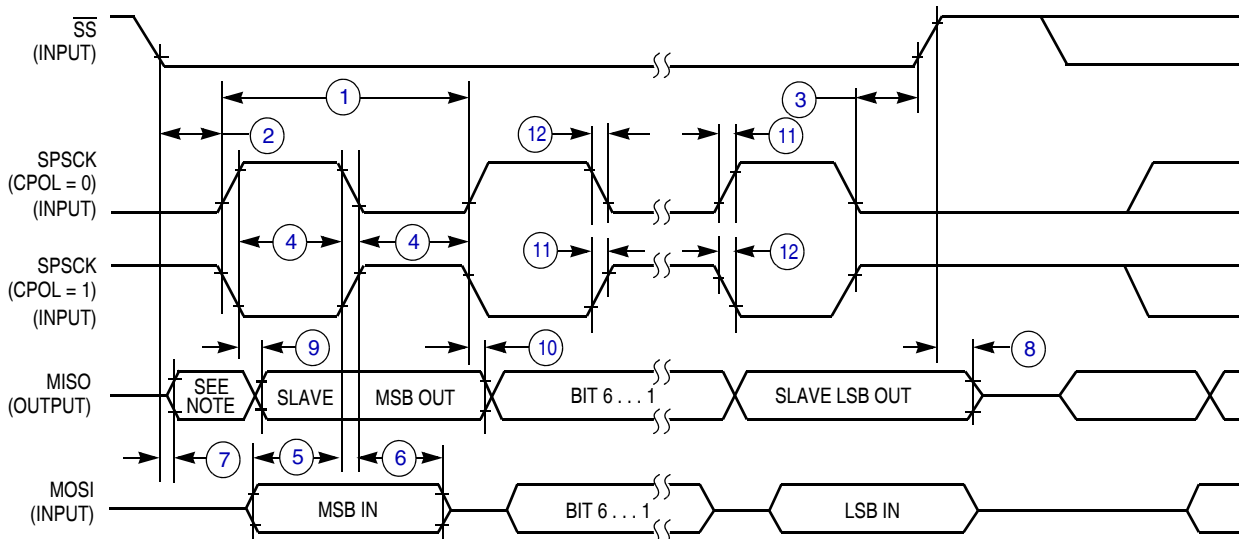 SS
(INPUT)
1
3
2
12
11
SPSCK
(CPOL = 0)
(INPUT)
4
4
11
12
SPSCK
(CPOL = 1)
(INPUT)
9
10
8
MISO
(OUTPUT)
SEE
NOTE
SLAVE
MSB OUT
BIT 6 . . . 1
SLAVE LSB OUT
7
5
6
MOSI
(INPUT)
MSB IN
BIT 6 . . . 1
LSB IN